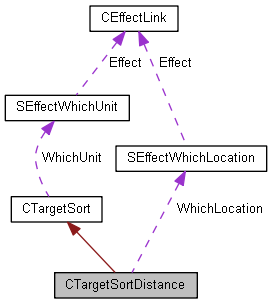 CEffectLink
Effect
Effect
SEffectWhichUnit
WhichUnit
SEffectWhichLocation
CTargetSort
WhichLocation
CTargetSortDistance